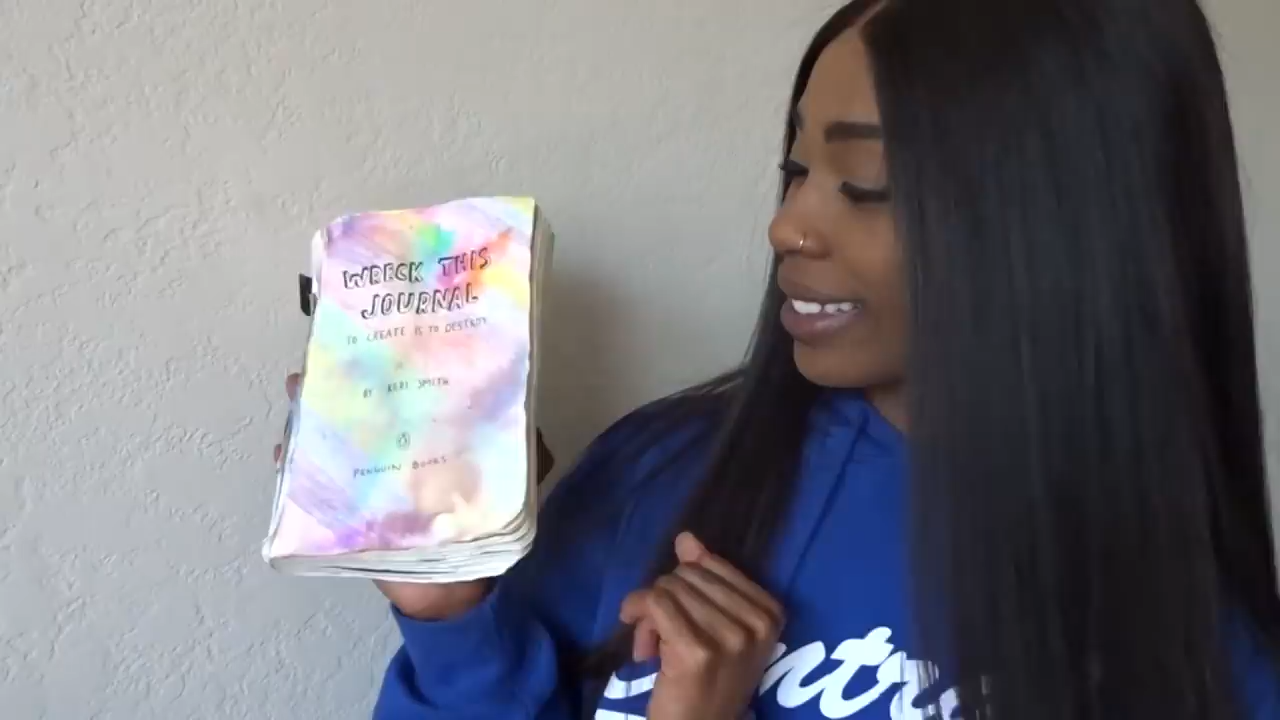 WRECK THIS
JOURNAL
TO CREATE IS TO DESTROY
BY KERI SMITH
PENGUIN BOOKS